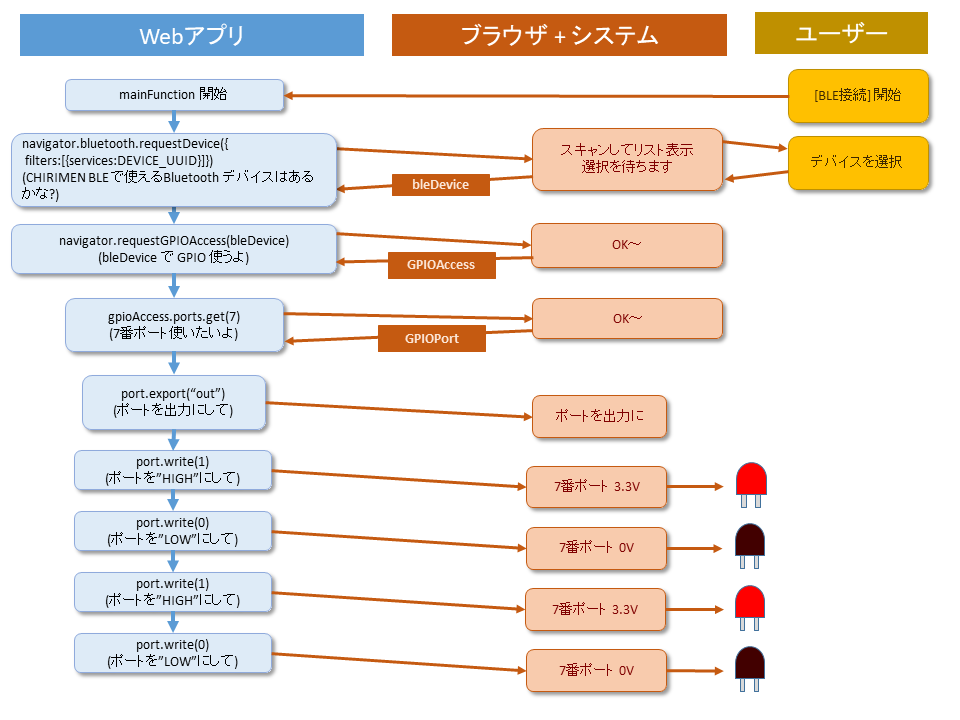 Webアプリ
ブラウザ + システム
ユーザー
mainFunction 開始
[BLE接続] 開始
navigator.bluetooth.requestDevice({
filters:[{services:DEVICE_UUID}]})
(CHIRIMEN BLE で使えるBluetooth デバイスはある
かな?)
スキャンしてリスト表示
選択を待ちます
デバイスを選択
bleDevice
navigator.requestGPIOAccess(bleDevice)
(bleDevice で GPIO 使うよ)
OK～
GPIOAccess
gpioAccess.ports.get(7)
(7番ポート使いたいよ)
OK～
GPIOPort
port.export(“out”)
(ポートを出力にして)
ポートを出力に
port.write(1)
(ポートを”HIGH”にして)
7番ポート 3.3V
port.write(0)
(ポートを”LOW”にして)
7番ポート 0V
port.write(1)
(ポートを”HIGH”にして)
7番ポート 3.3V
port.write(0)
(ポートを”LOW”にして)
7番ポート 0V